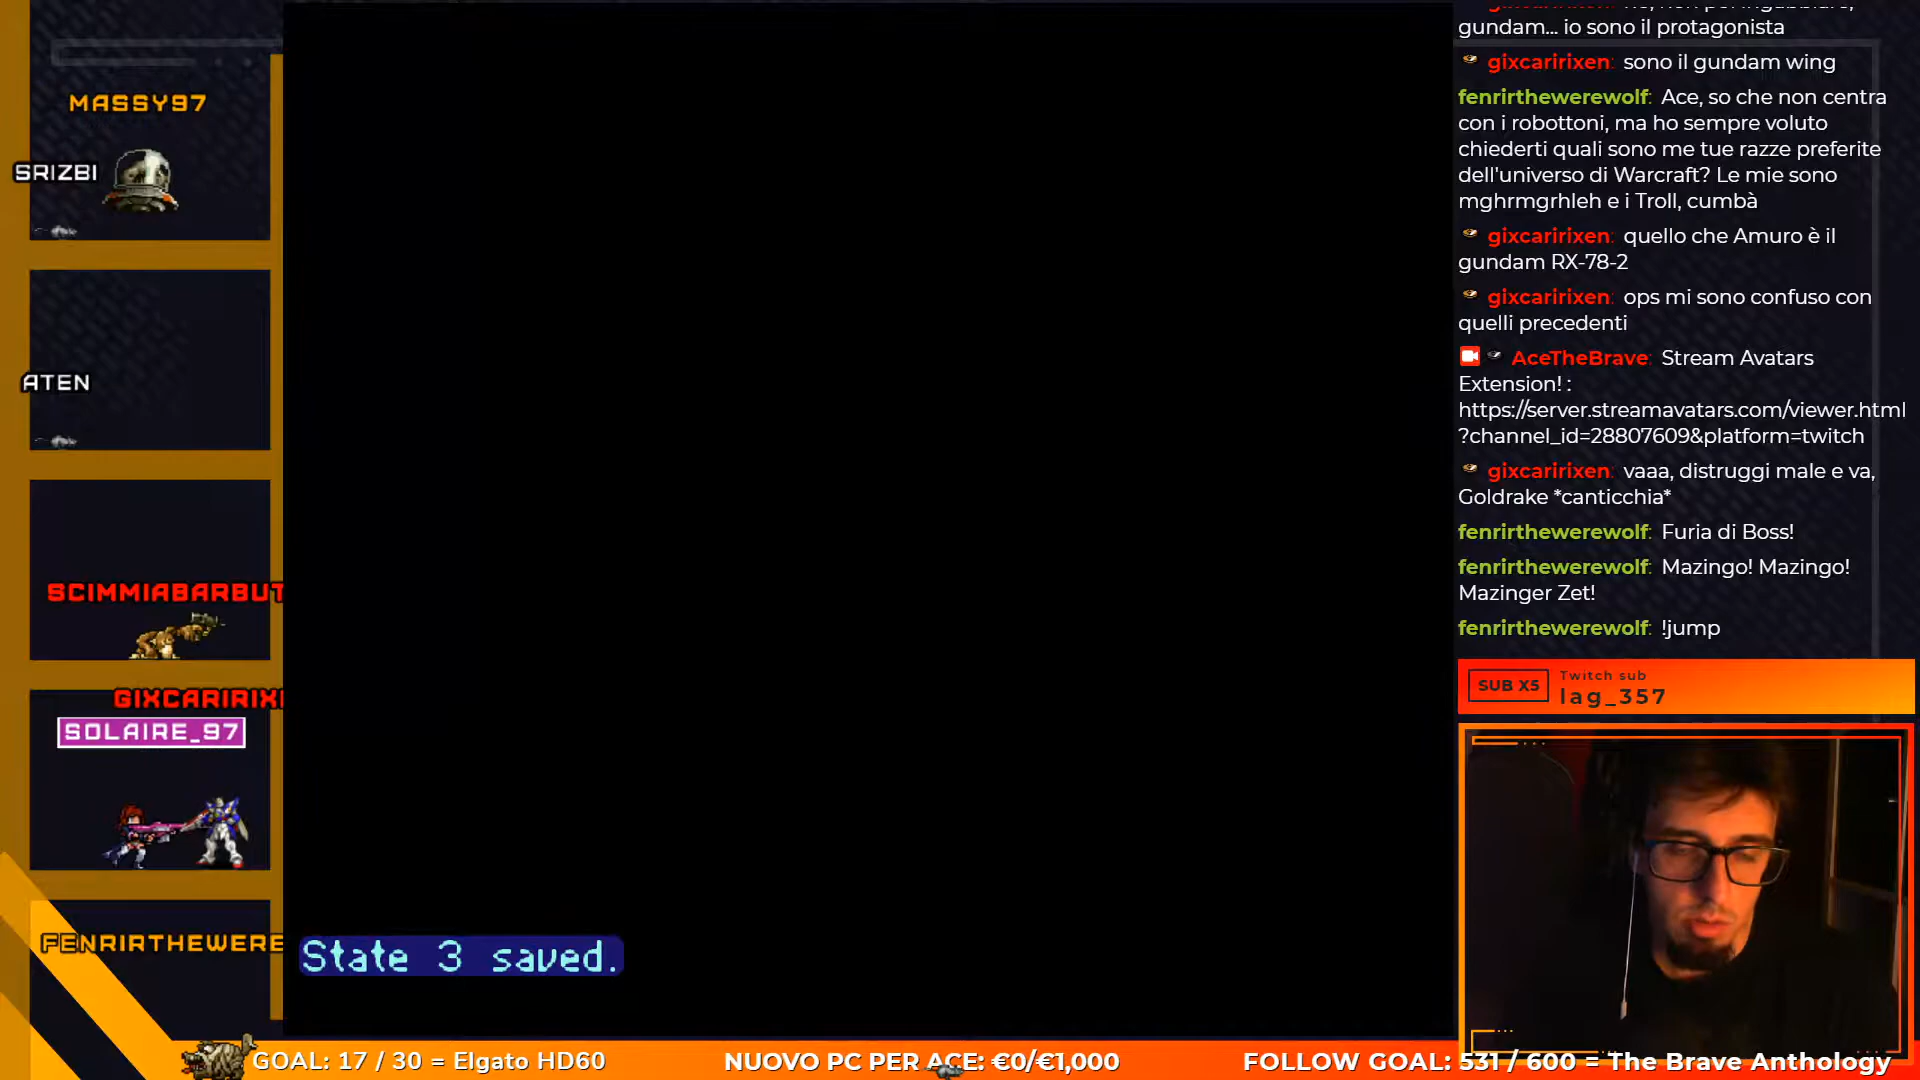 MASSY97
SRIZBI
ATEN
SCIMMIABARBUT
GIXCARIRIX
SOLAIRE_97
FENRIRTHEWERE
State 3 saved.
gundam... io sono il protagonista
gixcaririxen: sono il gundam wing
fenrirthewerewolf: Ace, so che non centra
con i robottoni, ma ho sempre voluto
chiederti quali sono me tue razze preferite
dell'universo di Warcraft? Le mie sono
mghrmgrhleh e i Troll, cumbà
gixcaririxen: quello che Amuro è il
gundam RX-78-2
gixcaririxen: ops mi sono confuso con
quelli precedenti
AceTheBrave: Stream Avatars
Extension! :
https://server.streamavatars.com/viewer.html
?channel_id=28807609&platform=twitch
gixcaririxen: vaaa, distruggi male e va,
Goldrake *canticchia*
fenrirthewerewolf: Furia di Boss!
fenrirthewerewolf: Mazingo! Mazingo!
Mazinger Zet!
fenrirthewerewolf: !jump
SUB X5
Twitch sub
lag_357
GOAL: 17 / 30 = Elgato HD60
NUOVO PC PER ACE: €0/€1,000
FOLLOW GOAL: 531 / 600 = The Brave Anthology